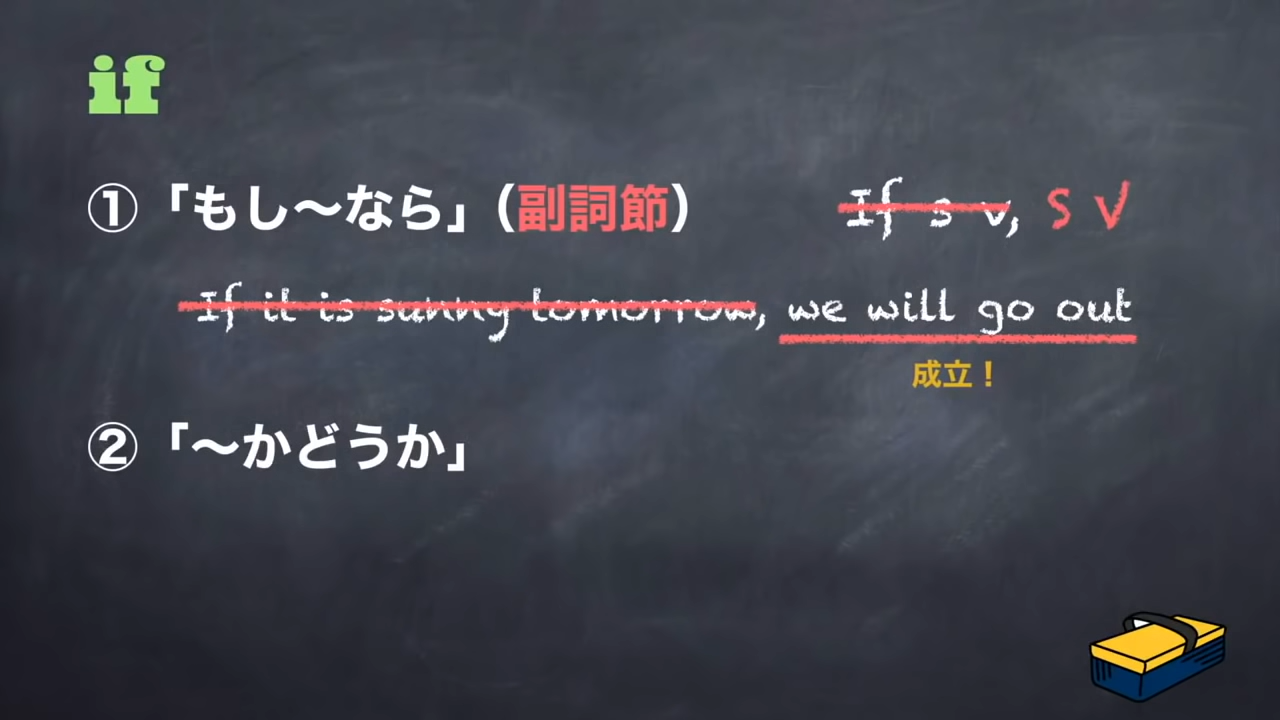 if
①「もし〜なら」（副詞節） If s v, S V
If it is sunny tomorrow, we will go out
成立！
②「〜かどうか」